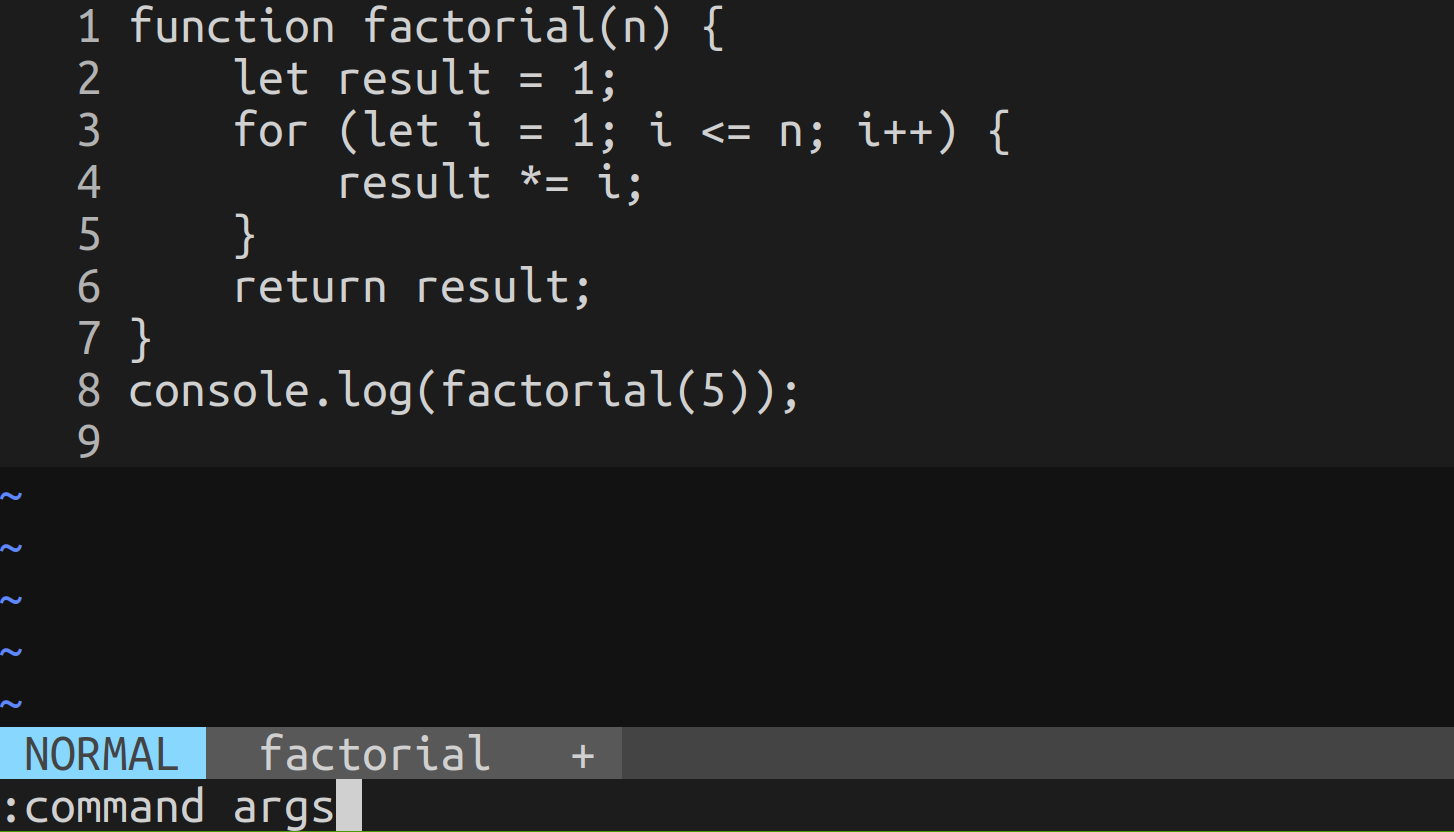 1 function factorial(n) {
2     let result = 1;
3     for (let i = 1; i <= n; i++) {
4         result *= i;
5     }
6     return result;
7 }
8 console.log(factorial(5));
9
~
~
~
~
~
NORMAL  factorial   +
:command args